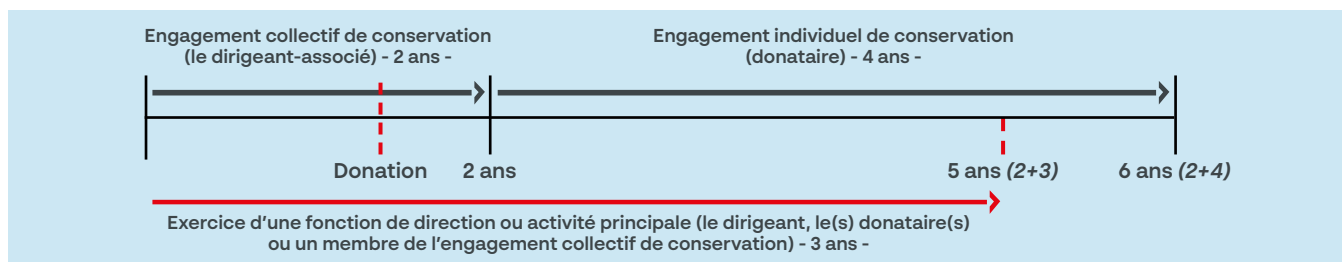 Engagement collectif de conservation
(le dirigeant-associé) - 2 ans -
Engagement individuel de conservation
(donataire) - 4 ans -
Donation
2 ans
5 ans (2+3)
6 ans (2+4)
Exercice d'une fonction de direction ou activité principale (le dirigeant, le(s) donataire(s)
ou un membre de l'engagement collectif de conservation) - 3 ans -